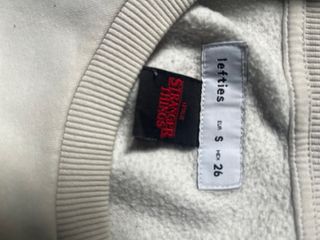 lefties
EUR S MEX 26
STRANGER
THINGS